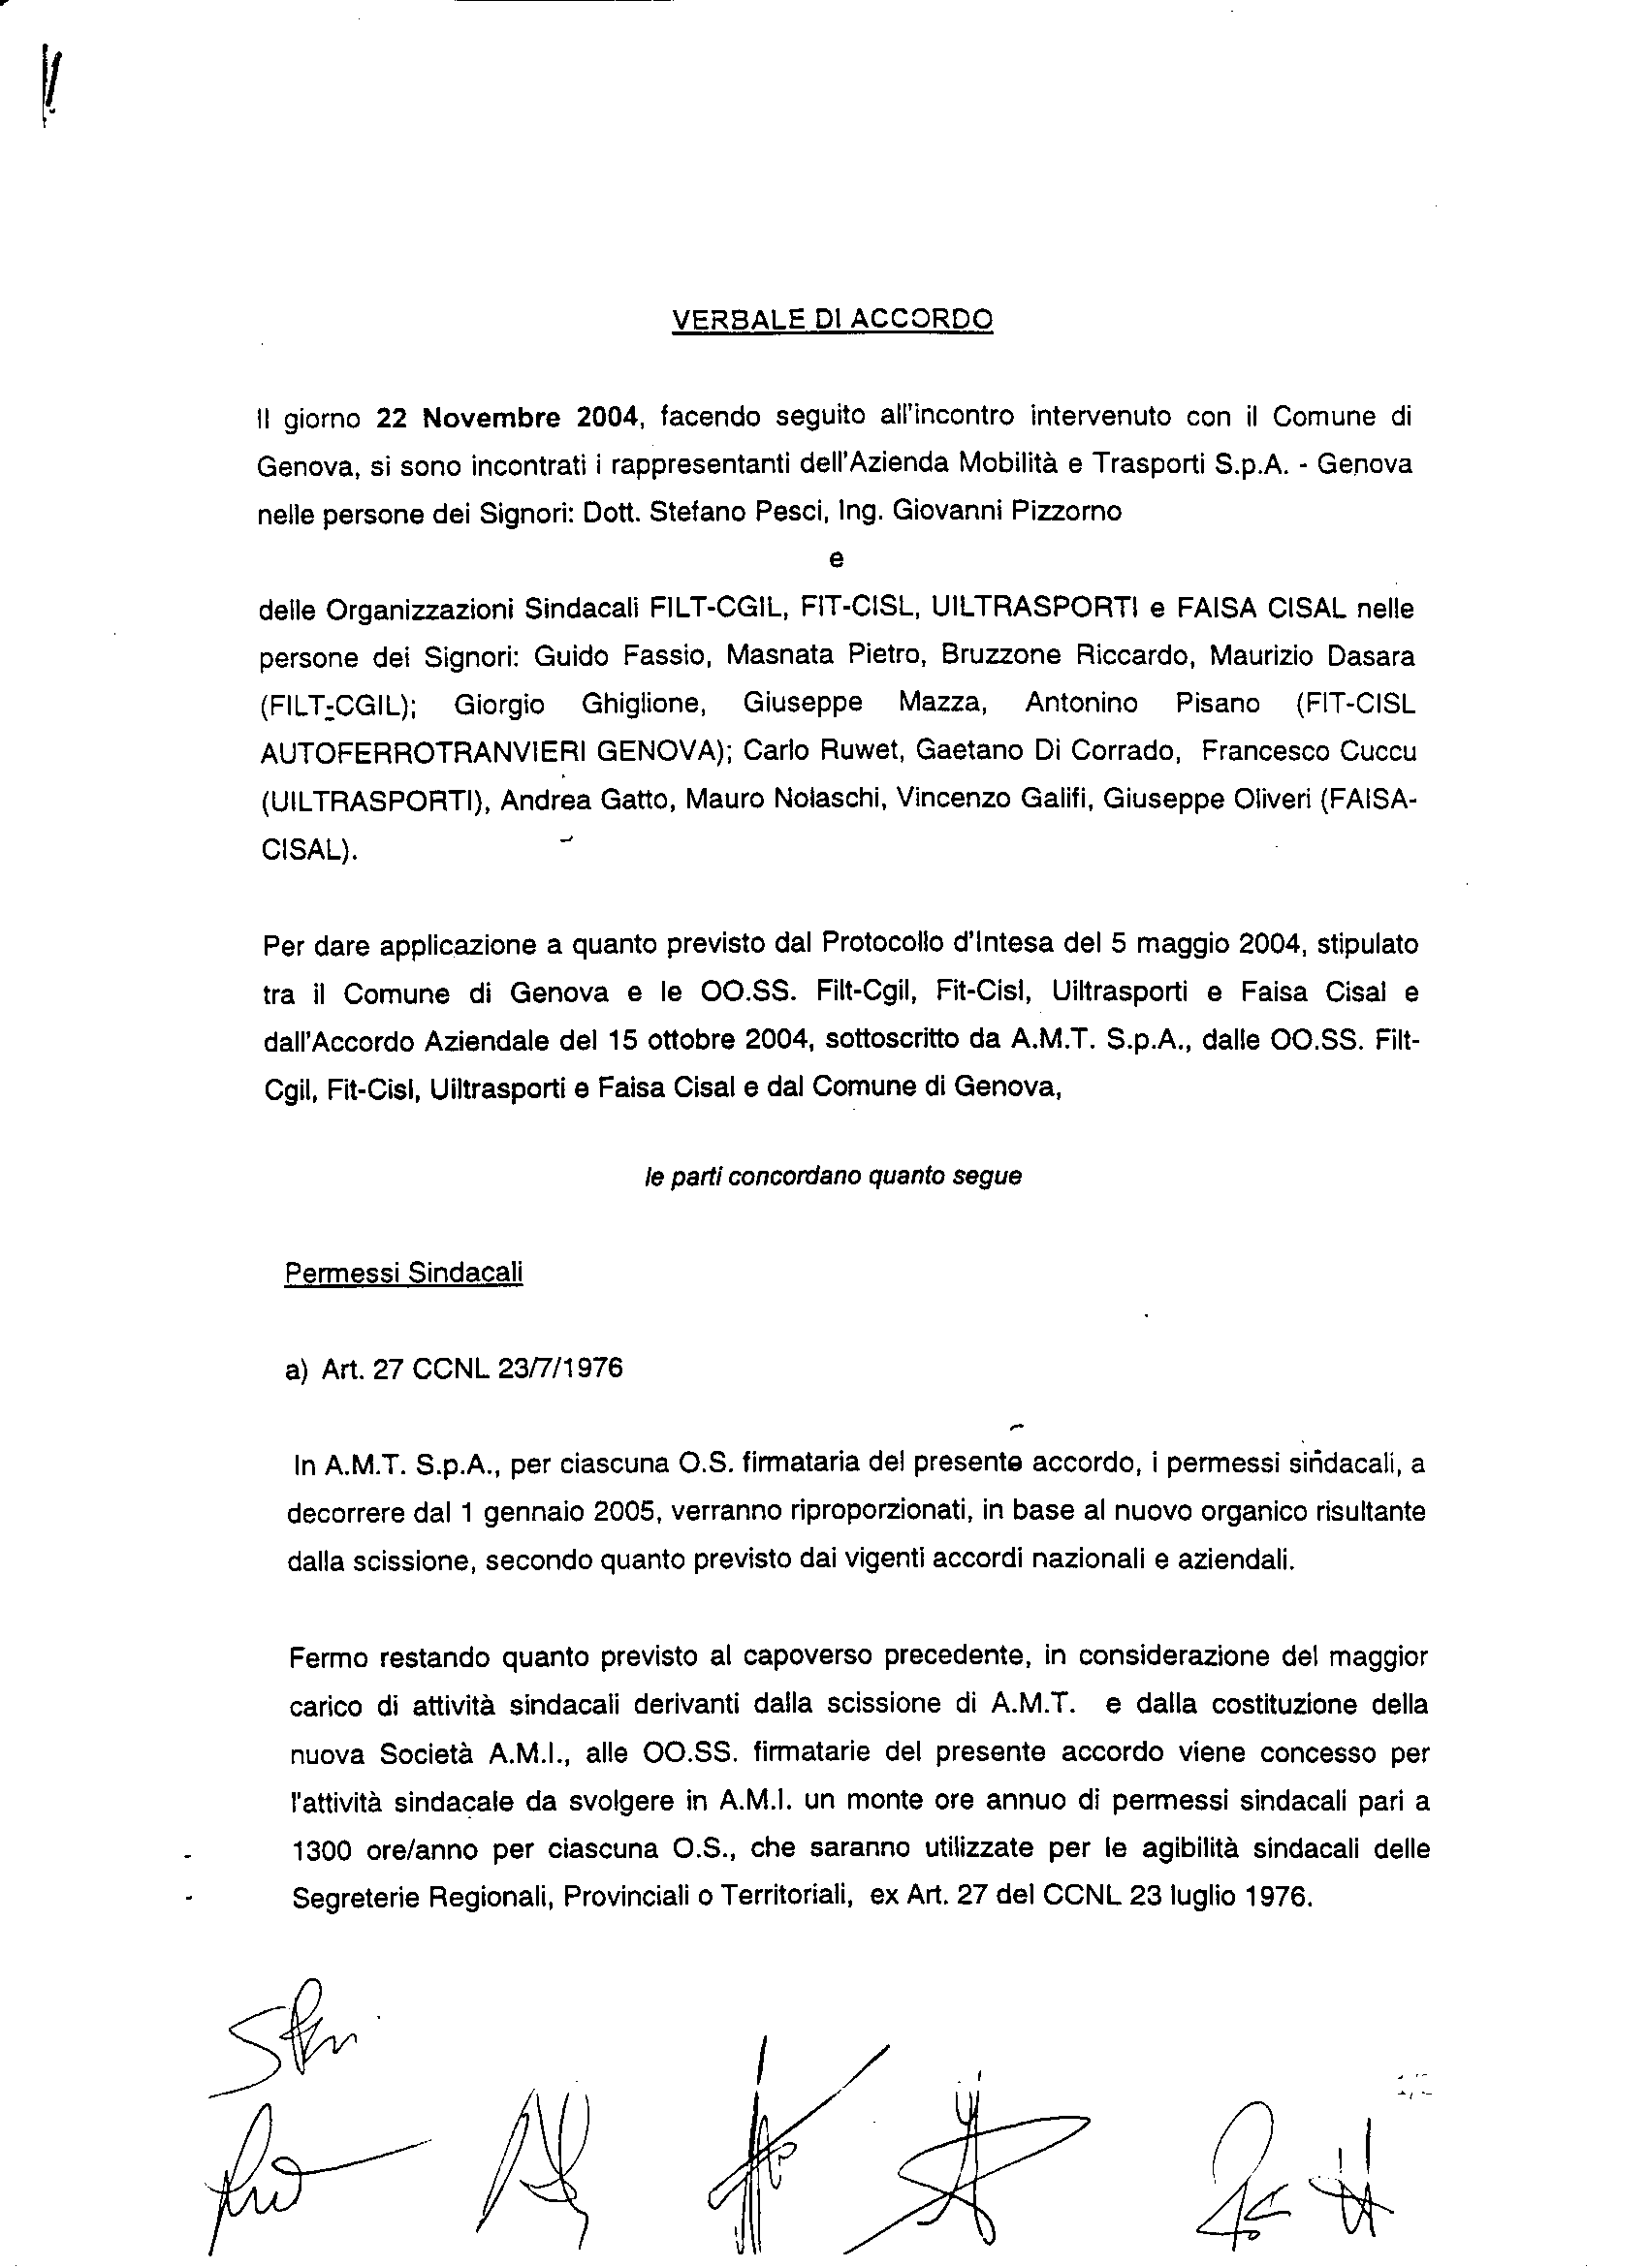 VERBALE DI ACCORDO
Il giorno 22 Novembre 2004, facendo seguito all'incontro intervenuto con il Comune di
Genova, si sono incontrati i rappresentanti dell'Azienda Mobilità e Trasporti S.p.A. - Genova
nelle persone dei Signori: Dott. Stefano Pesci, Ing. Giovanni Pizzorno
e
delle Organizzazioni Sindacali FILT-CGIL, FIT-CISL, UILTRASPORTI e FAISA CISAL nelle
persone dei Signori: Guido Fassio, Masnata Pietro, Bruzzone Riccardo, Maurizio Dasara
(FILT-CGIL); Giorgio Ghiglione, Giuseppe Mazza, Antonino Pisano (FIT-CISL
AUTOFERROTRANVIERI GENOVA); Carlo Ruwet, Gaetano Di Corrado, Francesco Cuccu
(UILTRASPORTI), Andrea Gatto, Mauro Nolaschi, Vincenzo Galifi, Giuseppe Oliveri (FAISA-
CISAL).
Per dare applicazione a quanto previsto dal Protocollo d'Intesa del 5 maggio 2004, stipulato
tra il Comune di Genova e le OO.SS. Filt-Cgil, Fit-Cisl, Uiltrasporti e Faisa Cisal e
dall'Accordo Aziendale del 15 ottobre 2004, sottoscritto da A.M.T. S.p.A., dalle OO.SS. Filt-
Cgil, Fit-Cisl, Uiltrasporti e Faisa Cisal e dal Comune di Genova,
le parti concordano quanto segue
Permessi Sindacali
a) Art. 27 CCNL 23/7/1976
In A.M.T. S.p.A., per ciascuna O.S. firmataria del presente accordo, i permessi sindacali, a
decorrere dal 1 gennaio 2005, verranno riproporzionati, in base al nuovo organico risultante
dalla scissione, secondo quanto previsto dai vigenti accordi nazionali e aziendali.
Fermo restando quanto previsto al capoverso precedente, in considerazione del maggior
carico di attività sindacali derivanti dalla scissione di A.M.T. e dalla costituzione della
nuova Società A.M.I., alle OO.SS. firmatarie del presente accordo viene concesso per
l'attività sindacale da svolgere in A.M.I. un monte ore annuo di permessi sindacali pari a
1300 ore/anno per ciascuna O.S., che saranno utilizzate per le agibilità sindacali delle
Segreterie Regionali, Provinciali o Territoriali, ex Art. 27 del CCNL 23 luglio 1976.